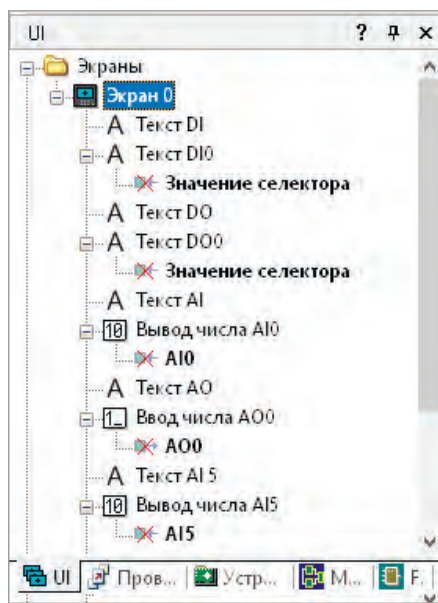 UI ? ×
Экраны
Экран 0
A Текст DI
A Текст DI0
Значение селектора
A Текст DO
A Текст DO0
Значение селектора
A Текст AI
10 Вывод числа AI0
AI0
A Текст AO
1_ Ввод числа AO0
AO0
A Текст AI5
10 Вывод числа AI5
AI5
UI Пров... Устр... М... F.